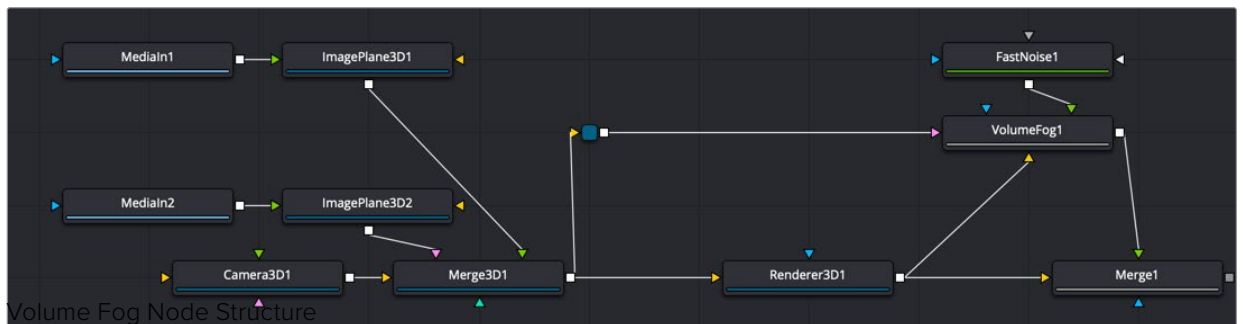 MediaIn1
ImagePlane3D1
FastNoise1
VolumeFog1
MediaIn2
ImagePlane3D2
Camera3D1
Merge3D1
Renderer3D1
Merge1
Volume Fog Node Structure